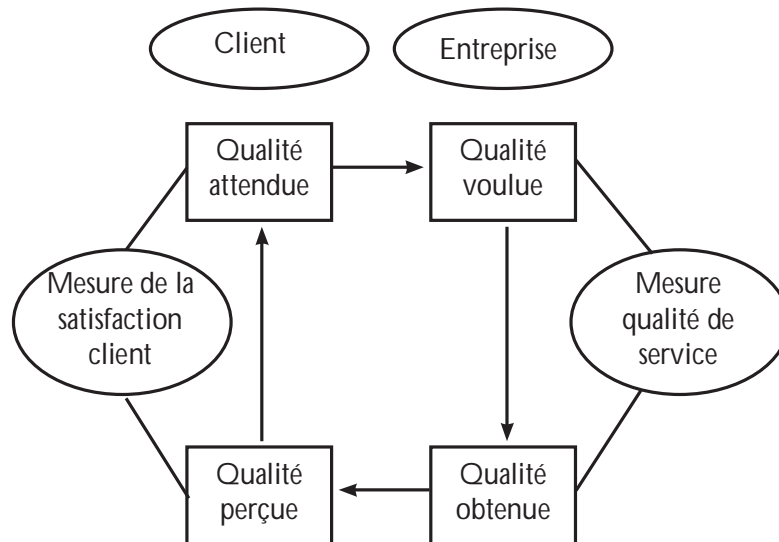 Client
Entreprise
Qualité
attendue
Qualité
voulue
Mesure de la
satisfaction
client
Mesure
qualité de
service
Qualité
perçue
Qualité
obtenue